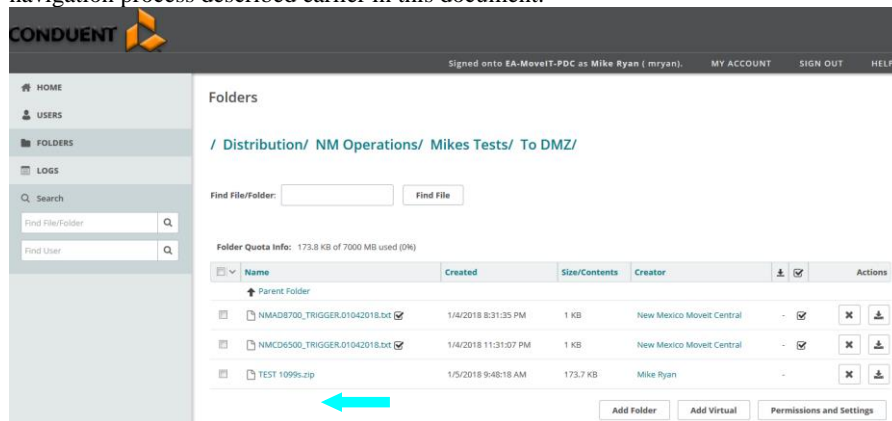 navigation process described earlier in this document.
CONDUENT
Signed onto EA-MoveIT-PDC as Mike Ryan ( mryan). MY ACCOUNT SIGN OUT HELP
HOME
USERS
FOLDERS
LOGS
Search
Find File/Folder
Find User
Folders
/ Distribution/ NM Operations/ Mikes Tests/ To DMZ/
Find File/Folder: Find File
Folder Quota Info: 173.8 KB of 7000 MB used (0%)
Name Created Size/Contents Creator Actions
Parent Folder
NMAD8700_TRIGGER.01042018.txt 1/4/2018 8:31:35 PM 1 KB New Mexico Moveit Central -
NMCD6500_TRIGGER.01042018.txt 1/4/2018 11:31:07 PM 1 KB New Mexico Moveit Central -
TEST 1099s.zip 1/5/2018 9:48:18 AM 173.7 KB Mike Ryan -
Add Folder Add Virtual Permissions and Settings